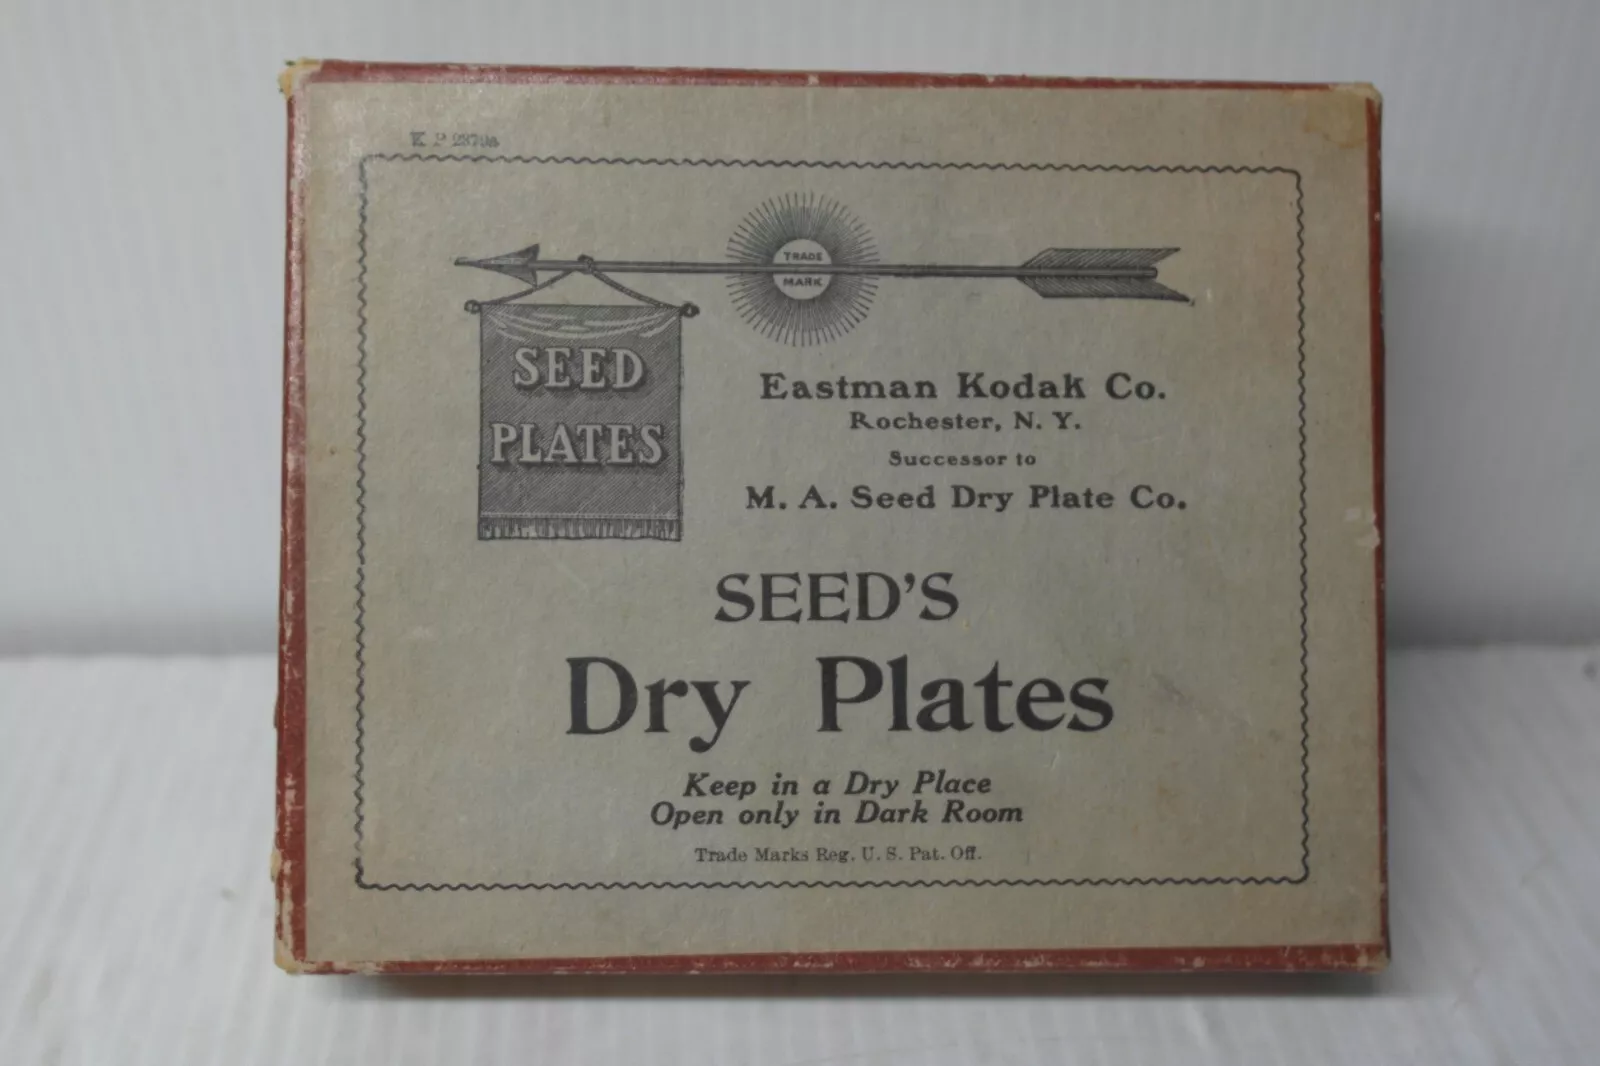 K P 23798
TRADE
MARK
SEED
PLATES
Eastman Kodak Co.
Rochester, N. Y.
Successor to
M. A. Seed Dry Plate Co.
SEED'S
Dry Plates
Keep in a Dry Place
Open only in Dark Room
Trade Marks Reg. U. S. Pat. Off.